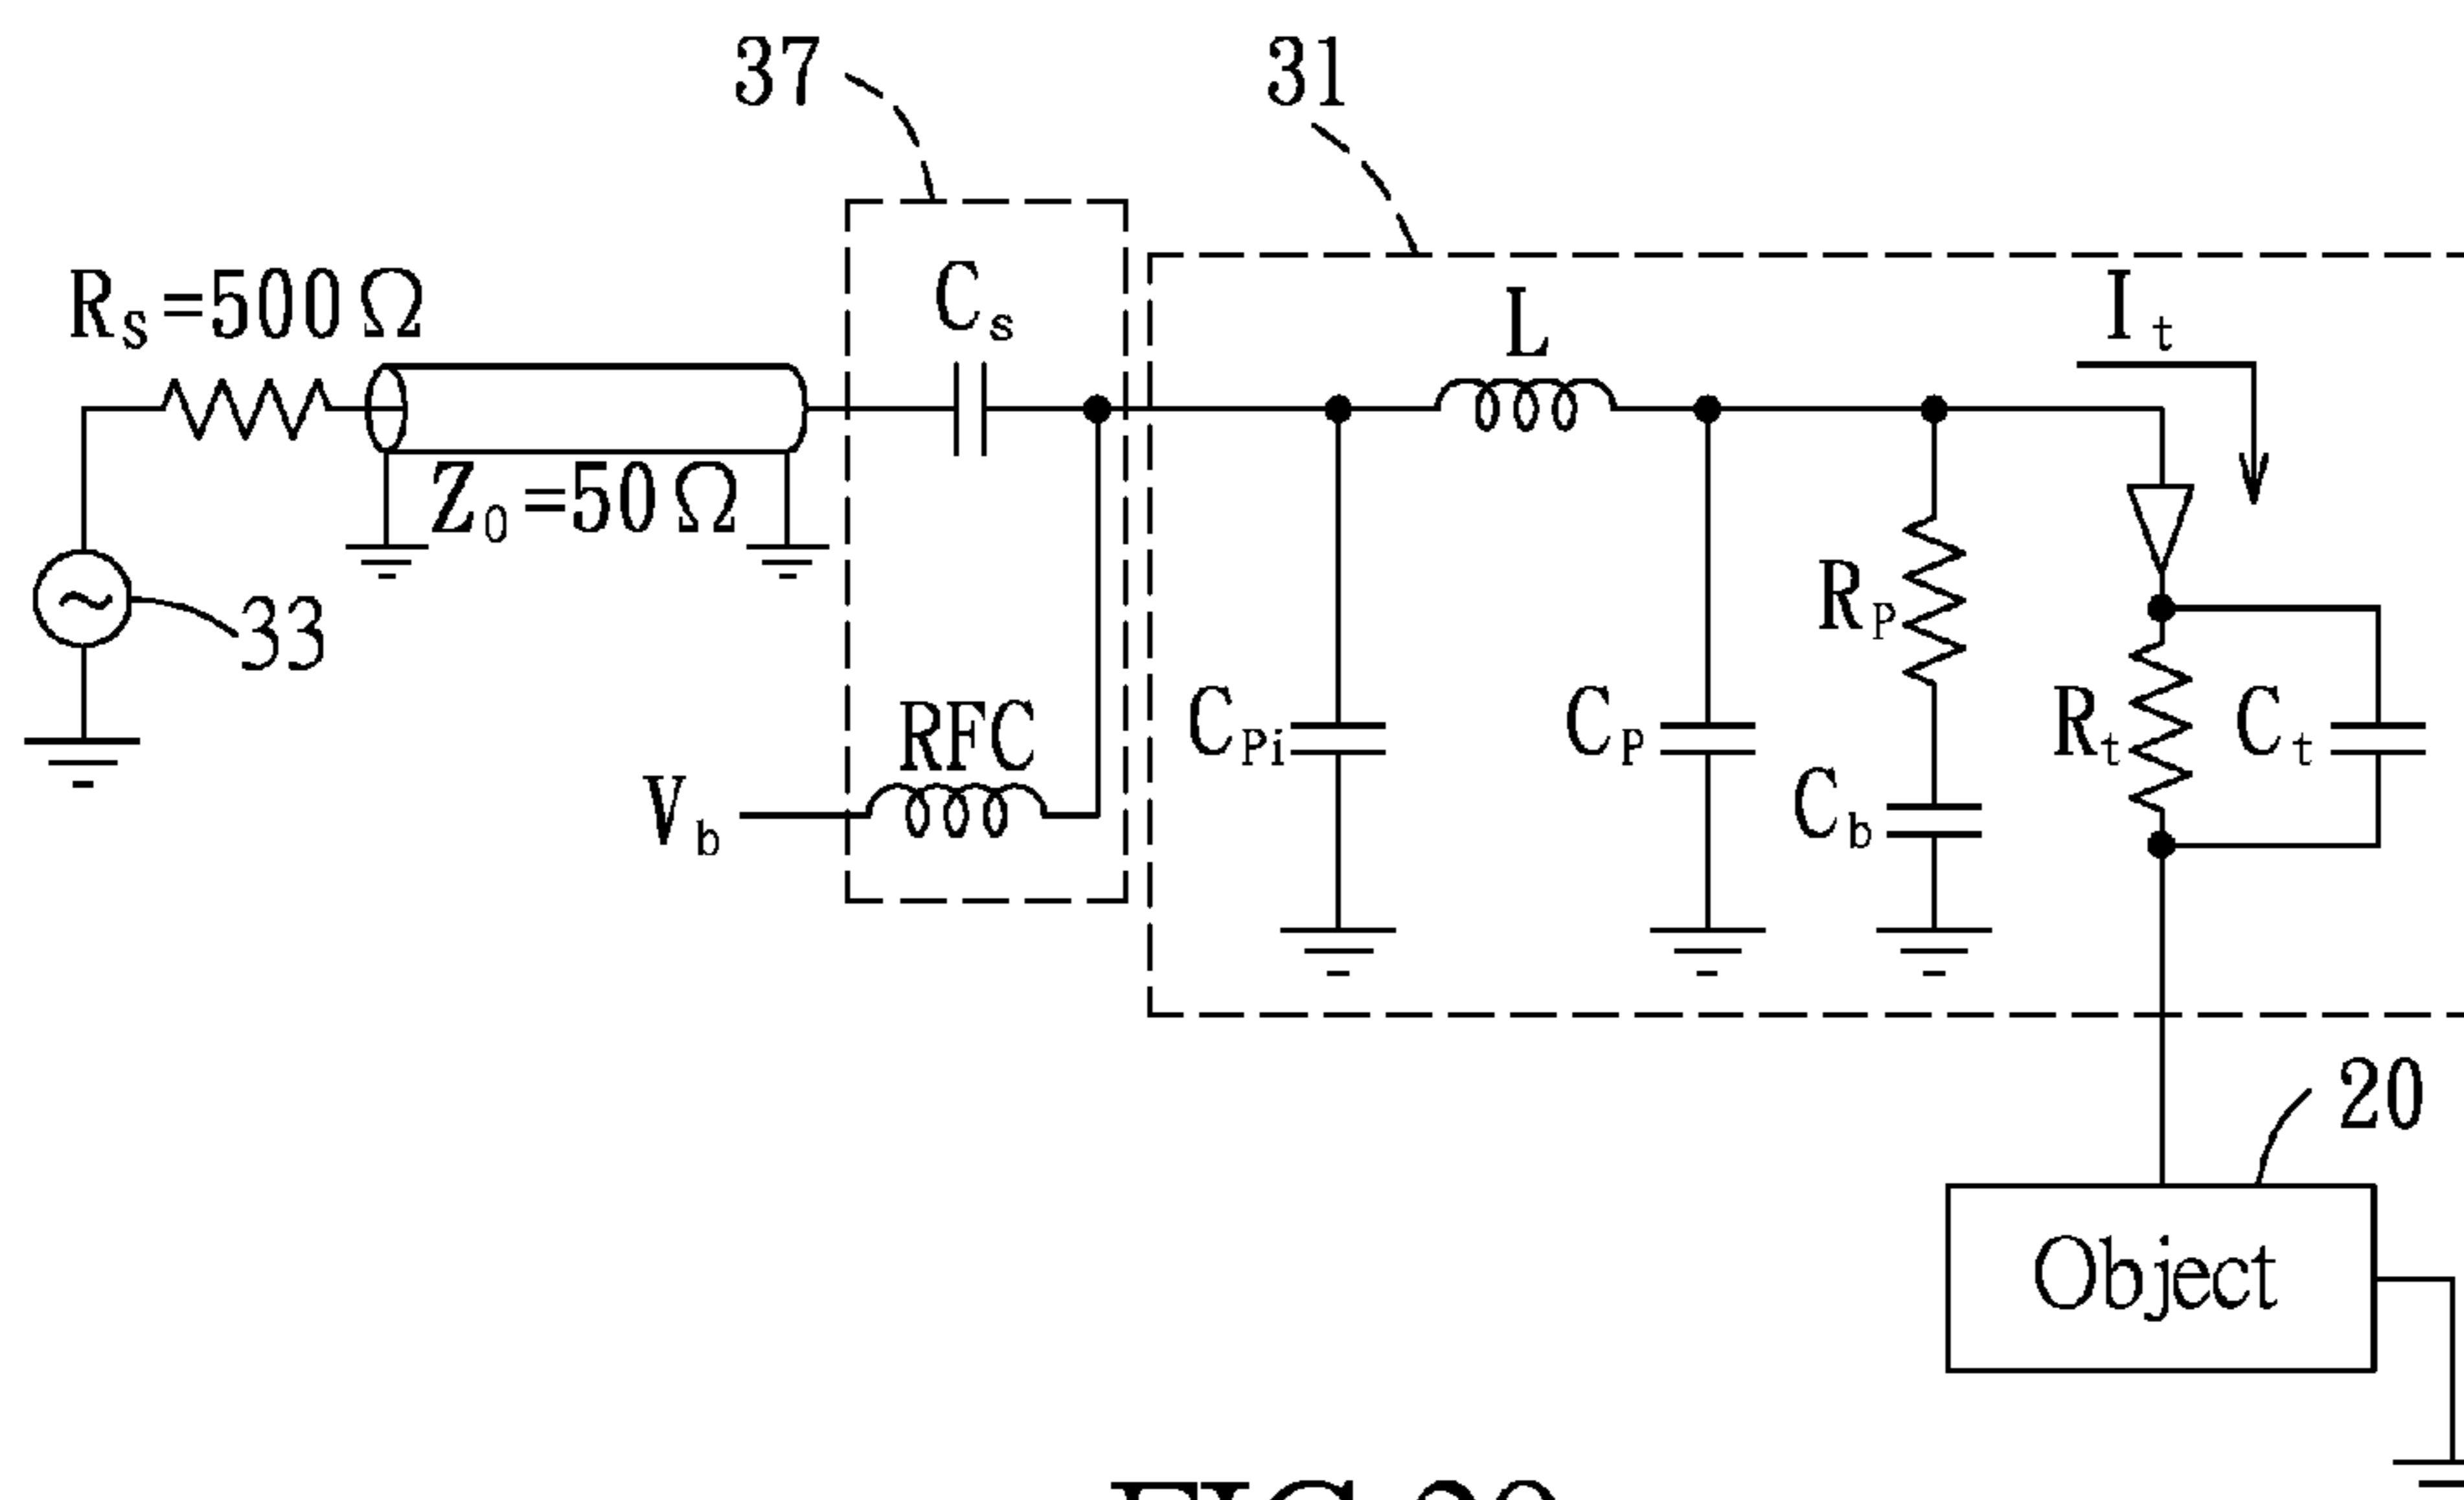 37
31
Rs=500Ω
Cs
L
It
Z0=50Ω
33
RP
RFC
CPi
CP
Rt
Ct
Vb
Cb
20
Object